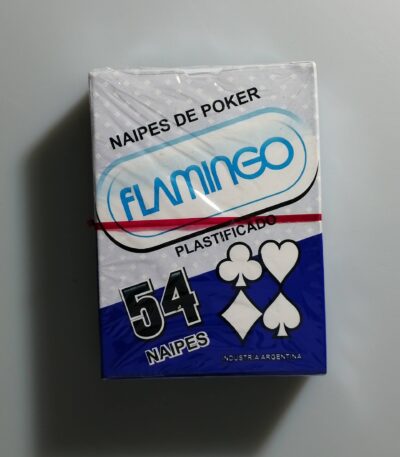 NAIPES DE POKER
FLAMINGO
PLASTIFICADO
54
NAIPES
INDUSTRIA ARGENTINA